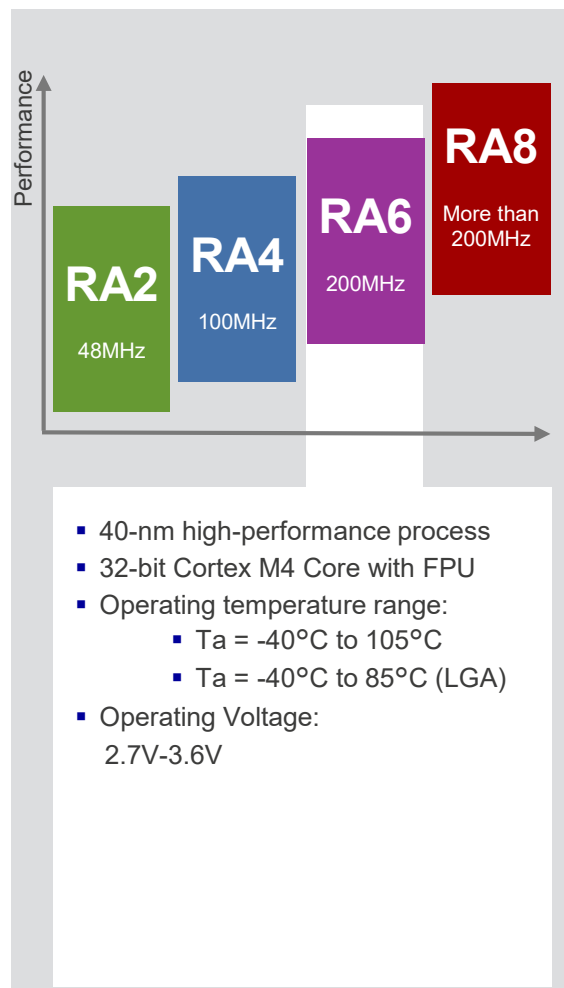 Performance
RA2
48MHz
RA4
100MHz
RA6
200MHz
RA8
More than
200MHz
▪ 40-nm high-performance process
▪ 32-bit Cortex M4 Core with FPU
▪ Operating temperature range:
▪ Ta = -40°C to 105°C
▪ Ta = -40°C to 85°C (LGA)
▪ Operating Voltage:
2.7V-3.6V